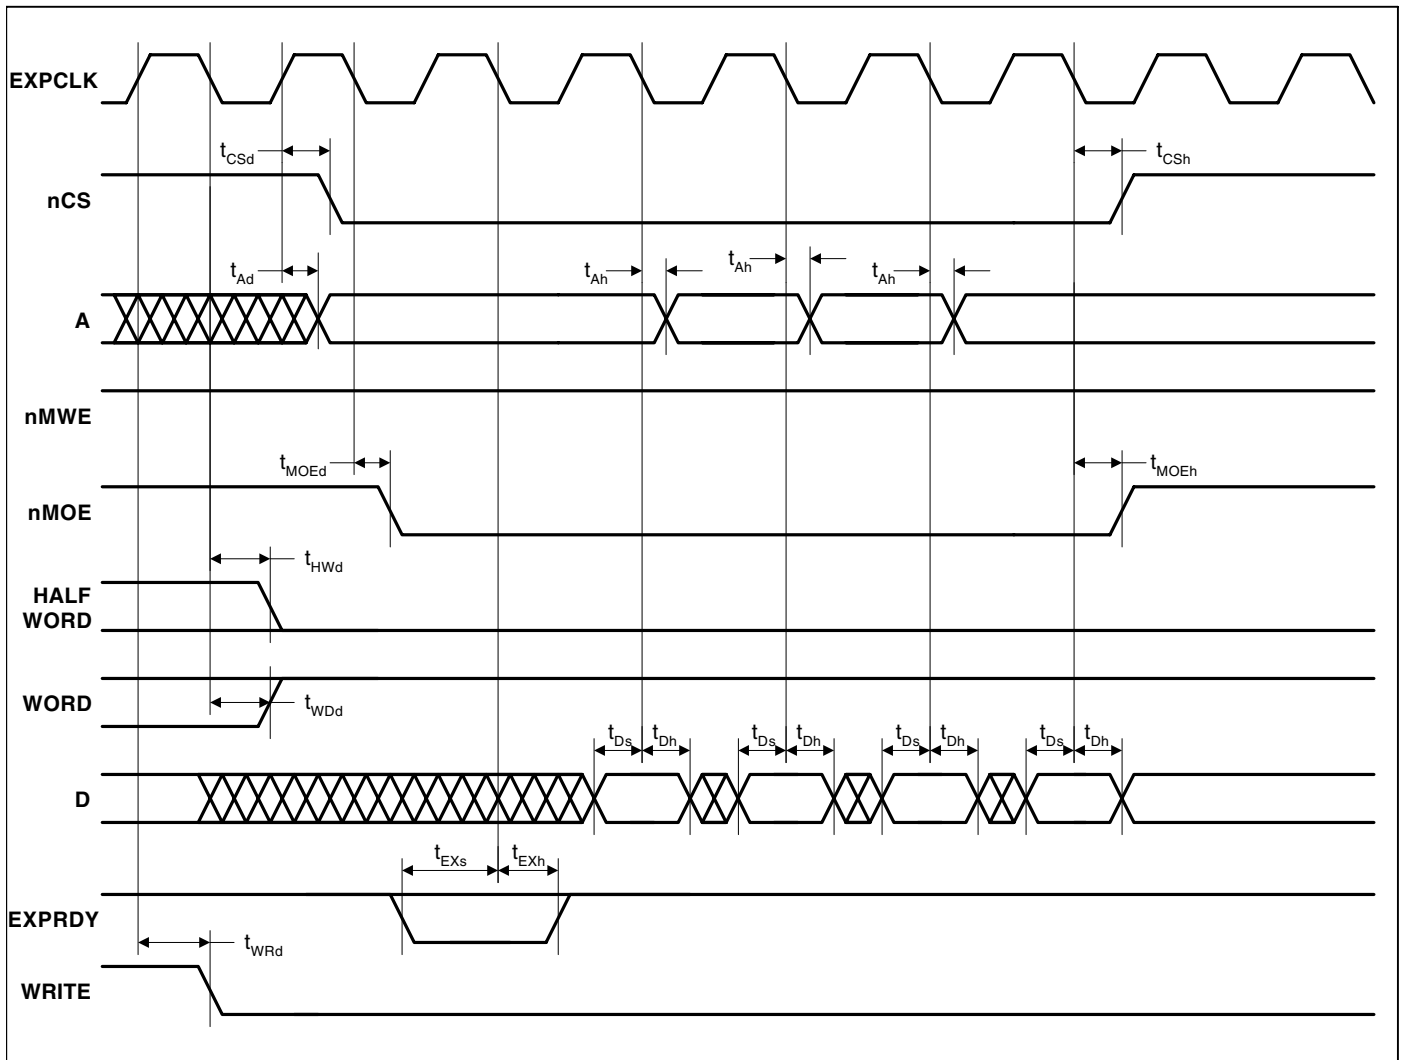 EXPCLK
tCSd
tCSh
nCS
tAd
tAh
tAh
tAh
A
nMWE
tMOEd
tMOEh
nMOE
tHWd
HALF
WORD
WORD
tWDd
tDs tDh tDs tDh tDs tDh tDs tDh
D
tEXs tEXh
EXPRDY
tWRd
WRITE